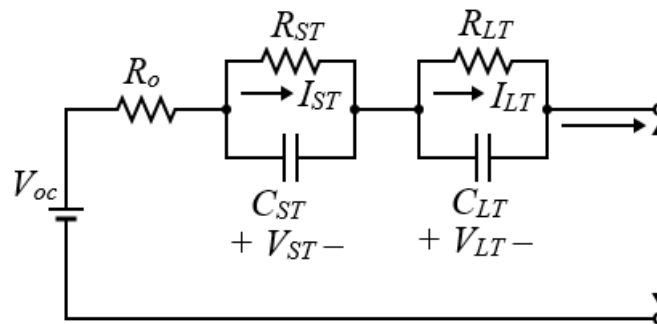 R_ST
R_LT
R_o
I_ST
I_LT
V_oc
C_ST
C_LT
+ V_ST −
+ V_LT −